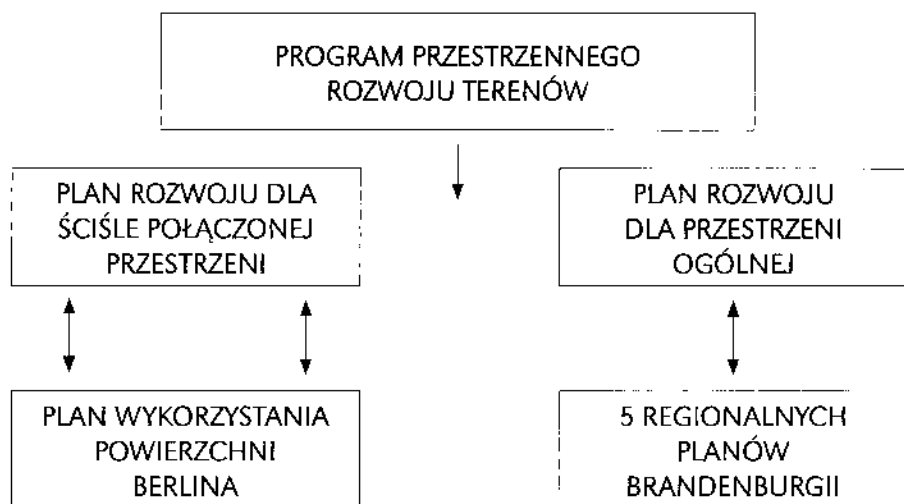 PROGRAM PRZESTRZENNEGO
ROZWOJU TERENÓW
PLAN ROZWOJU DLA
ŚCIŚLE POŁĄCZONEJ
PRZESTRZENI
PLAN ROZWOJU
DLA PRZESTRZENI
OGÓLNEJ
PLAN WYKORZYSTANIA
POWIERZCHNI
BERLINA
5 REGIONALNYCH
PLANÓW
BRANDENBURGII